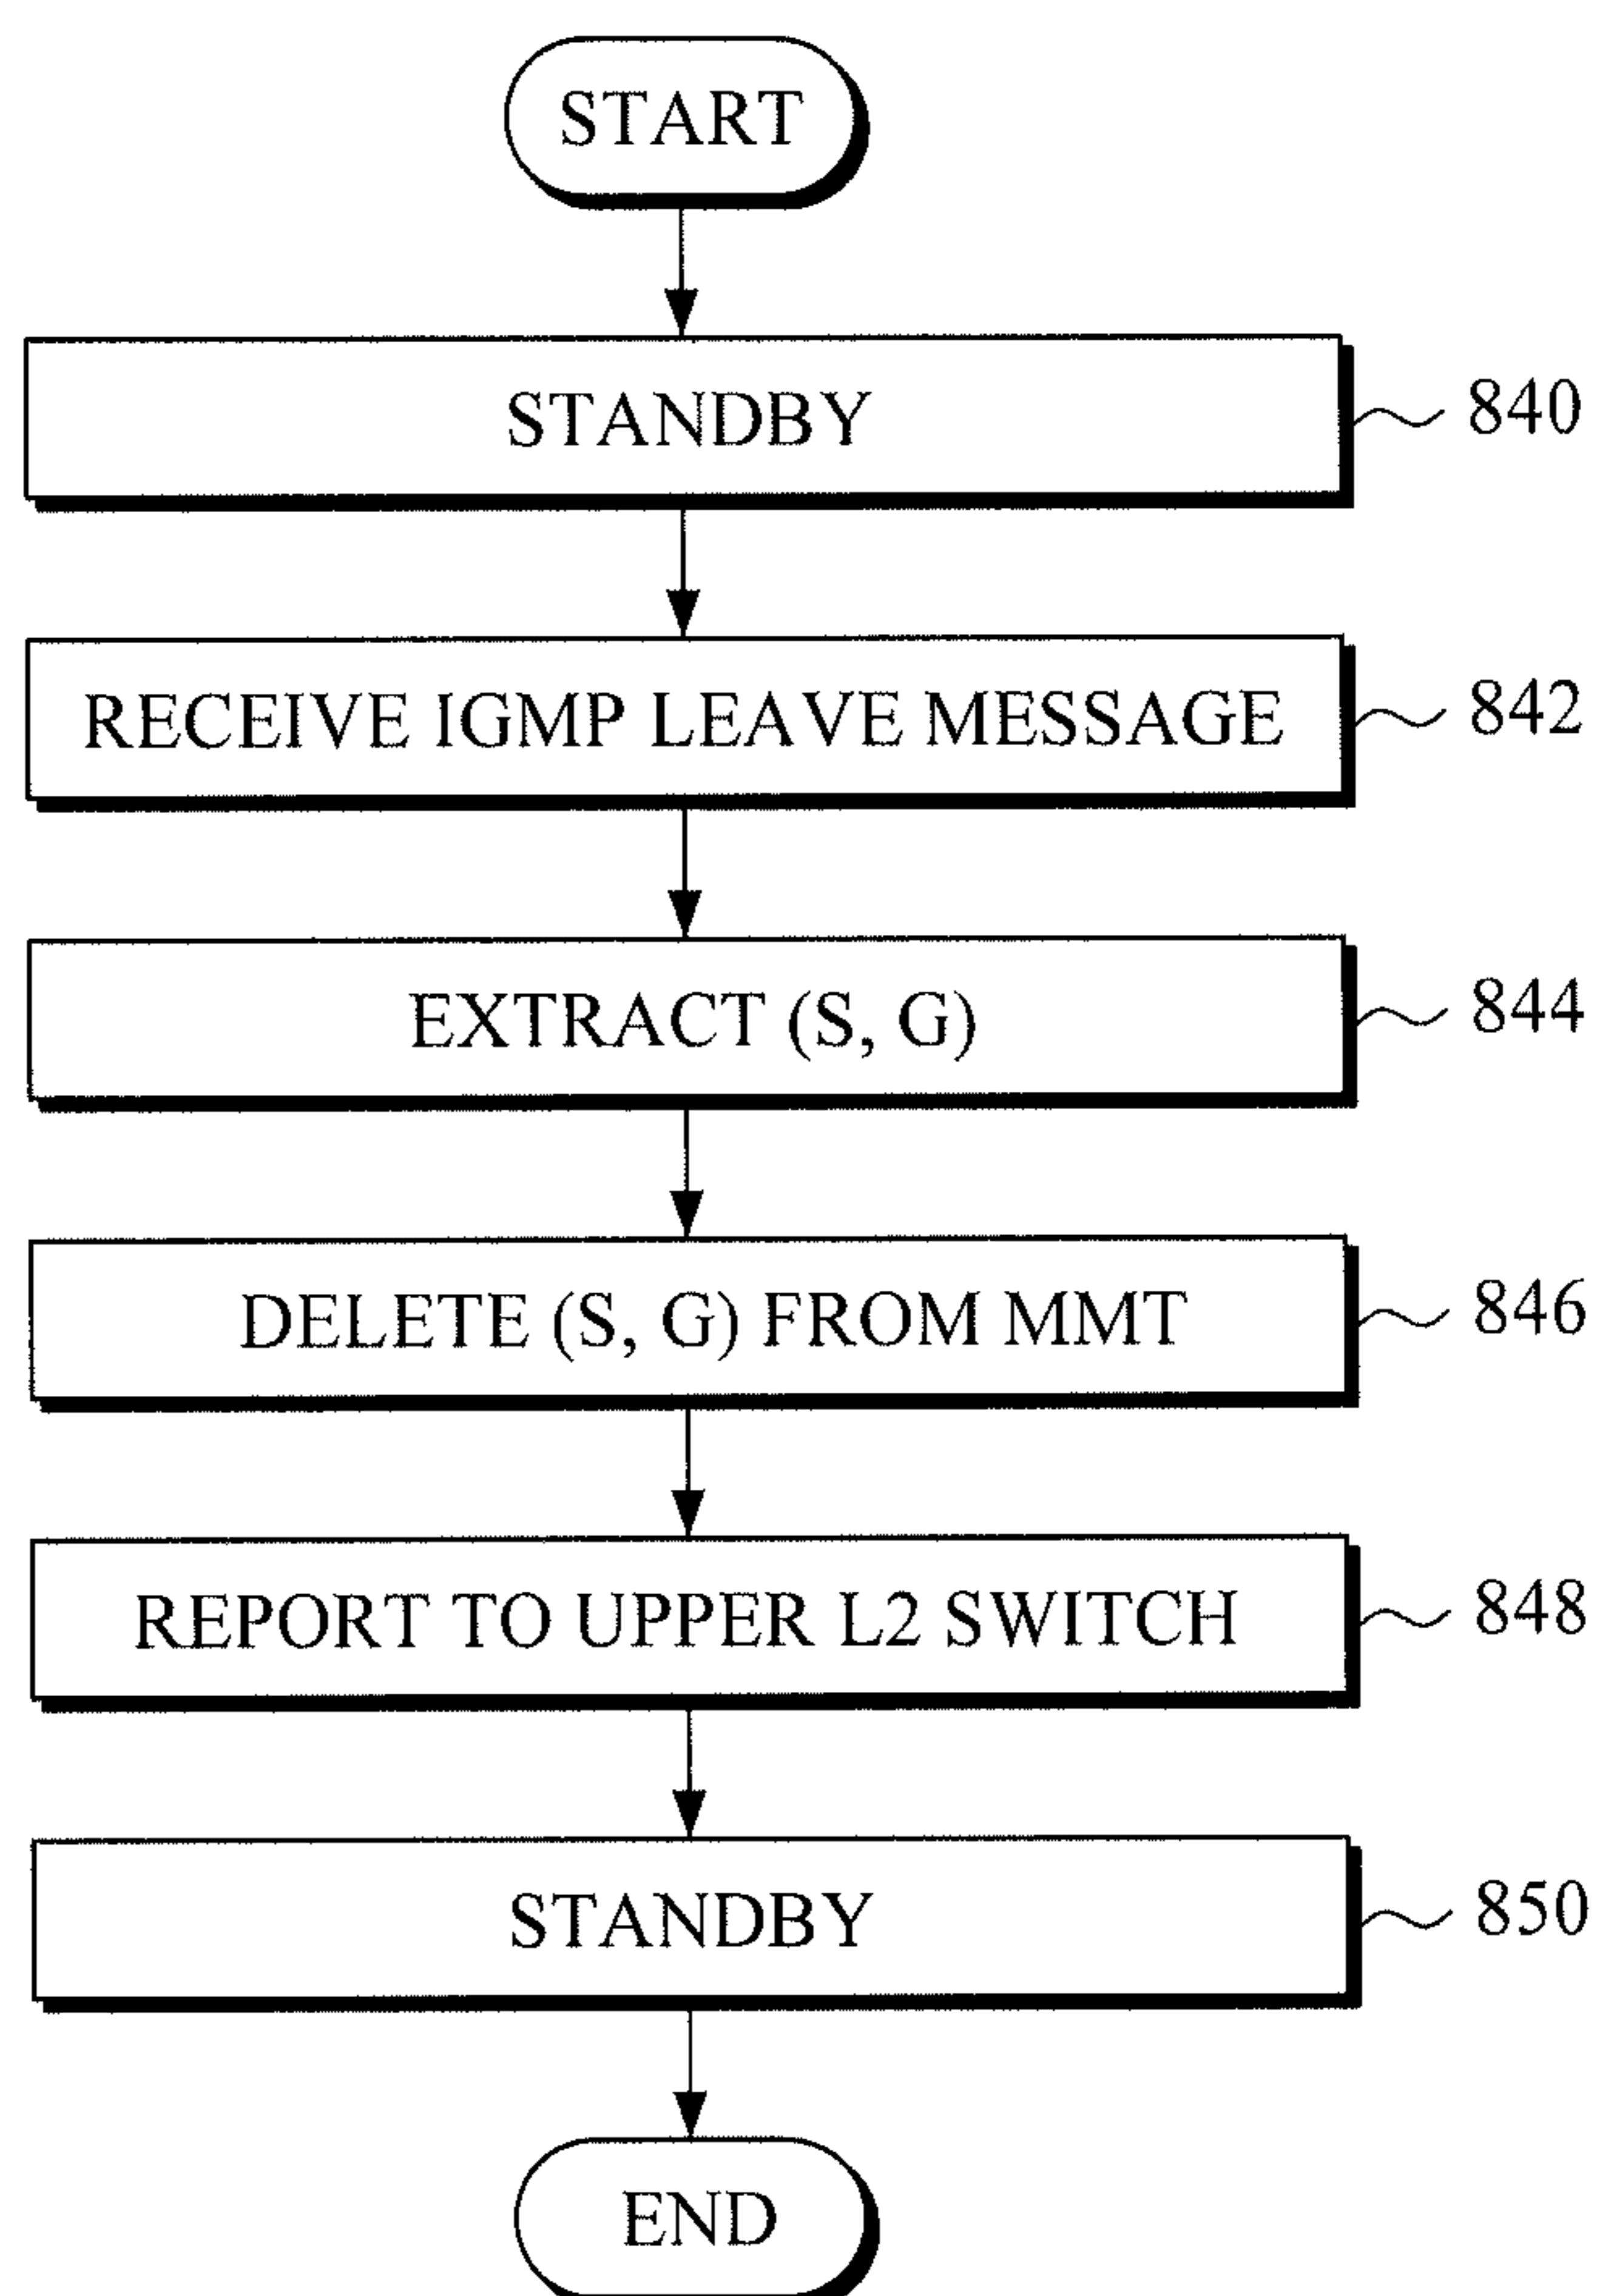 START
STANDBY
840
RECEIVE IGMP LEAVE MESSAGE
842
EXTRACT (S, G)
844
DELETE (S, G) FROM MMT
846
REPORT TO UPPER L2 SWITCH
848
STANDBY
850
END